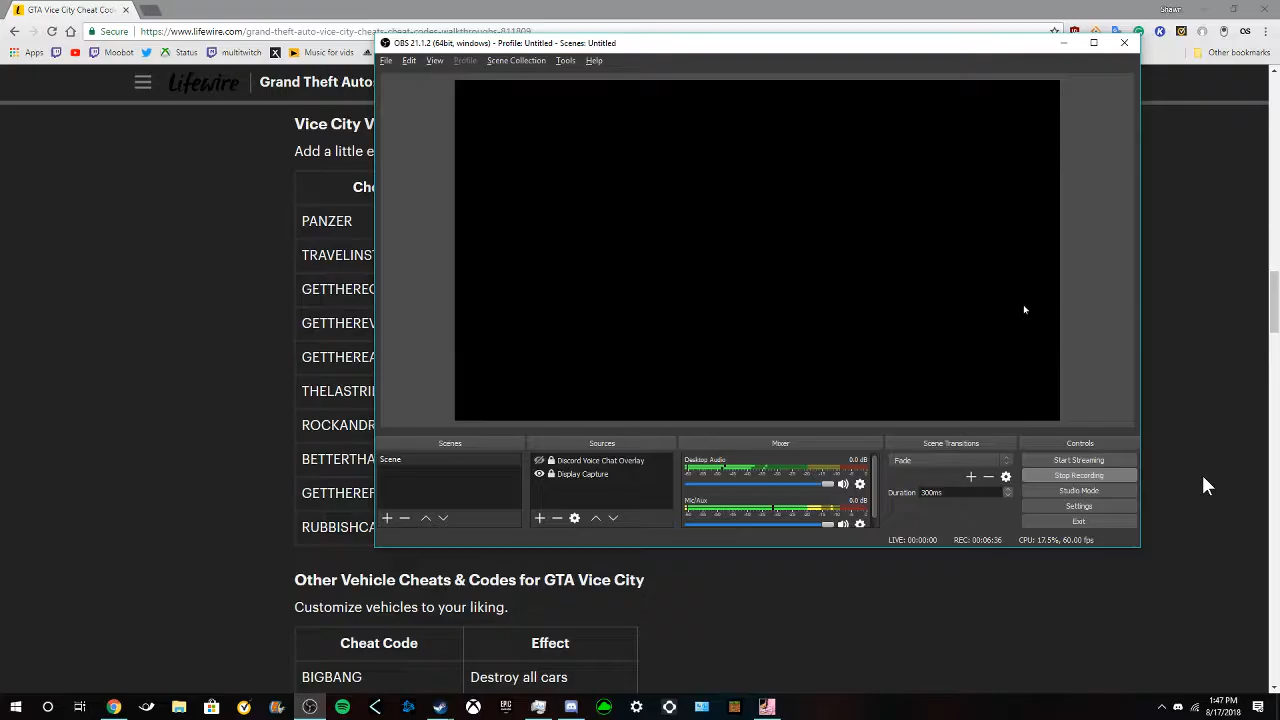 GTA Vice City Cheat Cod
Shawn
Secure
https://www.lifewire.com/grand-theft-auto-vice-city-cheats-cheat-codes-walkthroughs-811809
Apps
Moobot
Status
multitwitch
Music for vids
Other bookmarks
Lifewire
Grand Theft Auto:
OBS 21.1.2 (64bit, windows) - Profile: Untitled - Scenes: Untitled
File Edit View Profile Scene Collection Tools Help
Vice City V
Add a little e
Che
PANZER
TRAVELINST
GETTHEREC
GETTHEREV
GETTHEREA
THELASTRI
ROCKANDR
BETTERTHA
GETTHEREF
RUBBISHCA
Scenes Sources Mixer Scene Transitions Controls
Scene
Discord Voice Chat Overlay
Display Capture
Desktop Audio 0.0 dB
Mic/Aux 0.0 dB
Fade
Duration 300ms
Start Streaming
Stop Recording
Studio Mode
Settings
Exit
LIVE: 00:00:00 REC: 00:06:36 CPU: 17.5%, 60.00 fps
Other Vehicle Cheats & Codes for GTA Vice City
Customize vehicles to your liking.
Cheat Code Effect
BIGBANG Destroy all cars
1:47 PM
8/17/2018